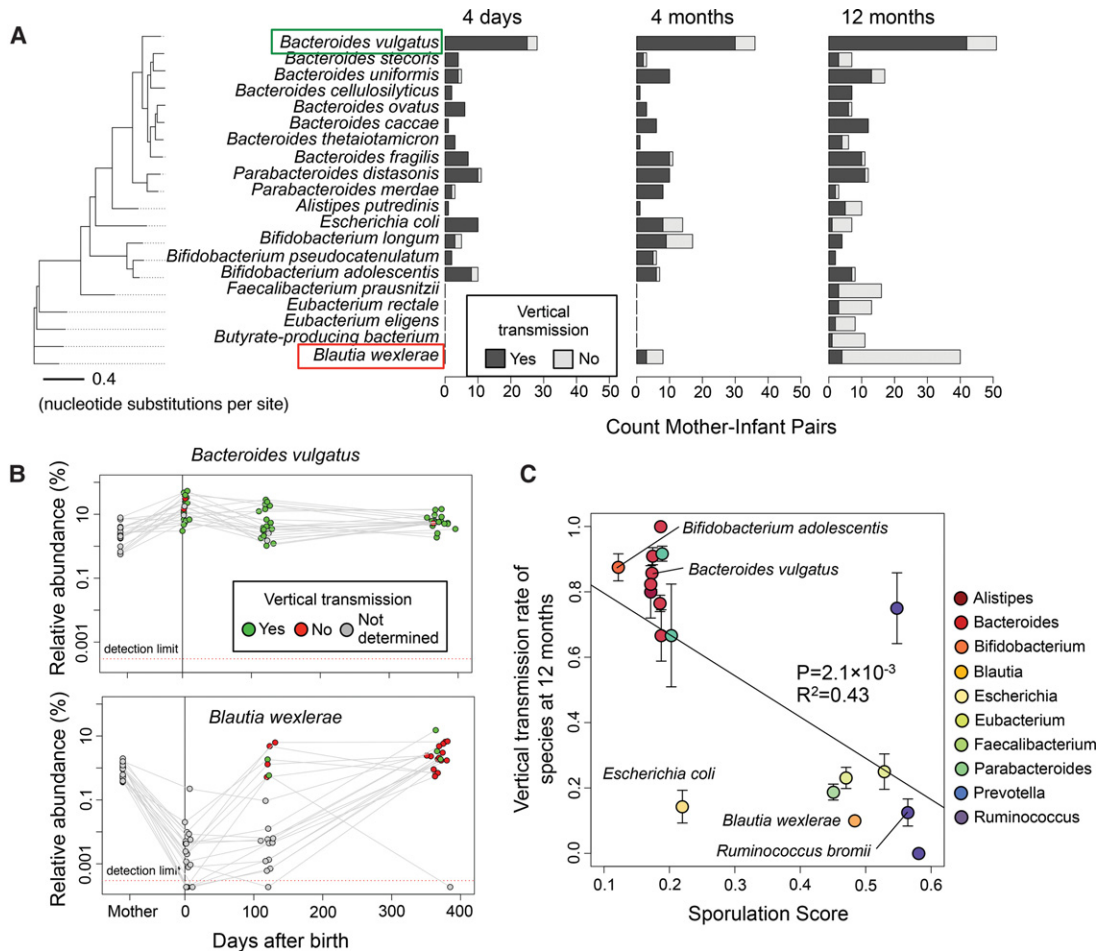 A
4 days
4 months
12 months
Bacteroides vulgatus
Bacteroides stecoris
Bacteroides uniformis
Bacteroides cellulosilyticus
Bacteroides ovatus
Bacteroides caccae
Bacteroides thetaiotamicron
Bacteroides fragilis
Parabacteroides distasonis
Parabacteroides merdae
Alistipes putredinis
Escherichia coli
Bifidobacterium longum
Bifidobacterium pseudocatenulatum
Bifidobacterium adolescentis
Faecalibacterium prausnitzii
Eubacterium rectale
Eubacterium eligens
Butyrate-producing bacterium
Blautia wexlerae
Vertical
transmission
Yes No
0.4
(nucleotide substitutions per site)
0 10 20 30 40 50
0 10 20 30 40 50
0 10 20 30 40 50
Count Mother-Infant Pairs
B
Bacteroides vulgatus
Relative abundance (%)
10
0.1
0.001
Vertical transmission
Yes No Not
determined
detection limit
Blautia wexlerae
Relative abundance (%)
10
0.1
0.001
detection limit
Mother 0 100 200 300 400
Days after birth
C
Vertical transmission rate of
species at 12 months
1.0
0.8
0.6
0.4
0.2
0.0
Bifidobacterium adolescentis
Bacteroides vulgatus
P=2.1×10⁻³
R²=0.43
Escherichia coli
Blautia wexlerae
Ruminococcus bromii
0.1 0.2 0.3 0.4 0.5 0.6
Sporulation Score
Alistipes
Bacteroides
Bifidobacterium
Blautia
Escherichia
Eubacterium
Faecalibacterium
Parabacteroides
Prevotella
Ruminococcus